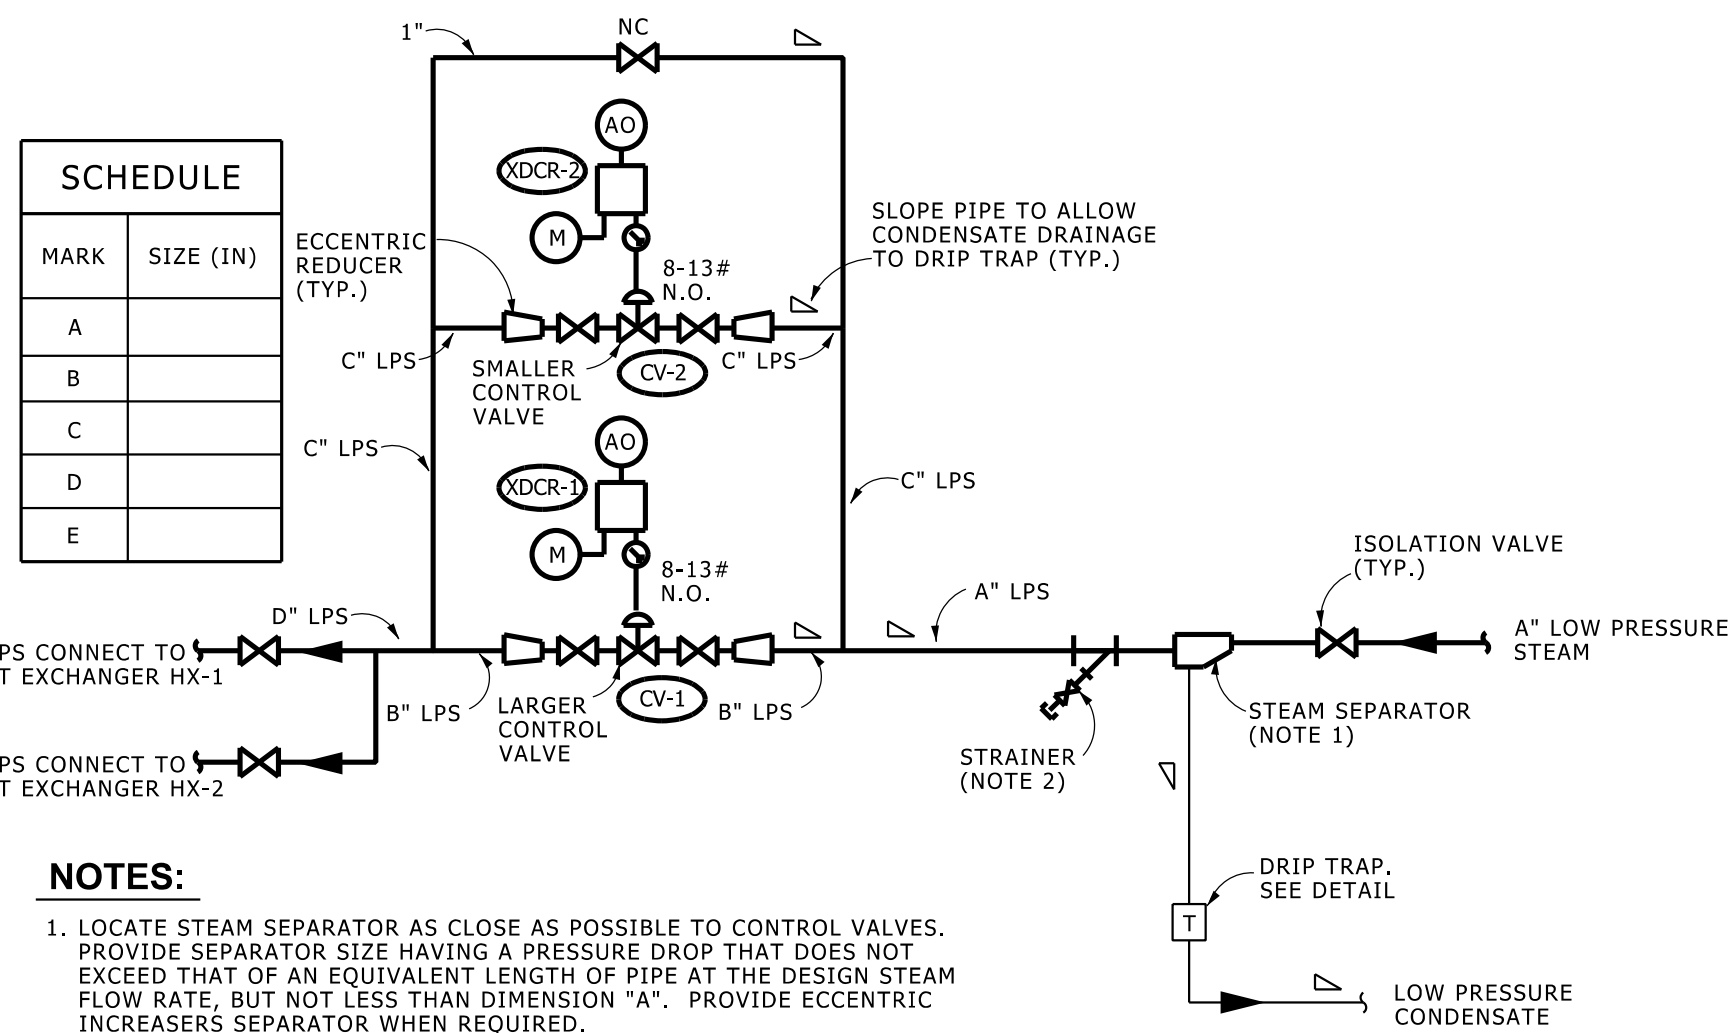 1"
NC
AO
XDCR-2
M
8-13#
N.O.
ECCENTRIC
REDUCER
(TYP.)
SLOPE PIPE TO ALLOW
CONDENSATE DRAINAGE
TO DRIP TRAP (TYP.)
SCHEDULE
MARK SIZE (IN)
A
B
C
D
E
C" LPS
SMALLER
CONTROL
VALVE
CV-2
C" LPS
C" LPS
AO
XDCR-1
M
8-13#
N.O.
C" LPS
ISOLATION VALVE
(TYP.)
A" LPS
D" LPS
A" LOW PRESSURE
STEAM
PS CONNECT TO
T EXCHANGER HX-1
B" LPS
LARGER
CONTROL
VALVE
CV-1
B" LPS
STEAM SEPARATOR
(NOTE 1)
STRAINER
(NOTE 2)
PS CONNECT TO
T EXCHANGER HX-2
DRIP TRAP.
SEE DETAIL
T
LOW PRESSURE
CONDENSATE
NOTES:
1. LOCATE STEAM SEPARATOR AS CLOSE AS POSSIBLE TO CONTROL VALVES.
PROVIDE SEPARATOR SIZE HAVING A PRESSURE DROP THAT DOES NOT
EXCEED THAT OF AN EQUIVALENT LENGTH OF PIPE AT THE DESIGN STEAM
FLOW RATE, BUT NOT LESS THAN DIMENSION "A". PROVIDE ECCENTRIC
INCREASERS SEPARATOR WHEN REQUIRED.